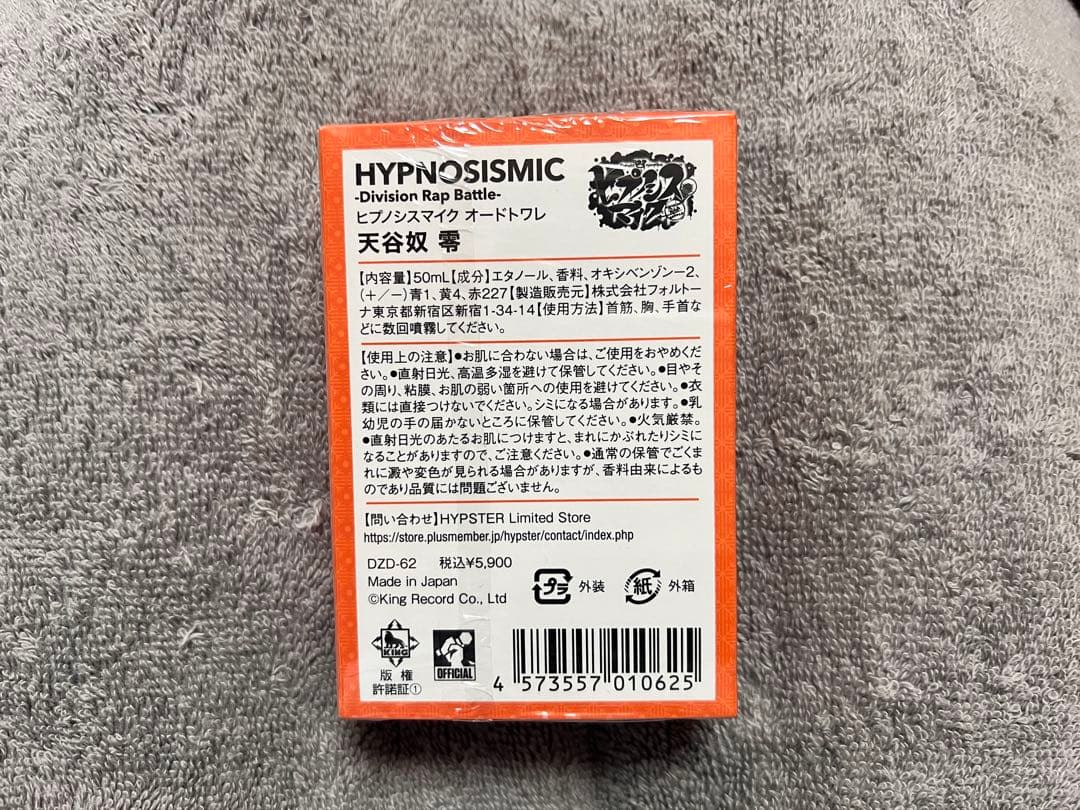 HYPNOSISMIC
-Division Rap Battle-
ヒプノシスマイク オードトワレ
天谷奴 零
ヒプノシス
マイク
【内容量】50mL【成分】エタノール、香料、オキシベンゾン−2、
(+/−)青1、黄4、赤227【製造販売元】株式会社フォルトー
ナ東京都新宿区新宿1-34-14【使用方法】首筋、胸、手首な
どに数回噴霧してください。
【使用上の注意】●お肌に合わない場合は、ご使用をおやめくだ
さい。●直射日光、高温多湿を避けて保管してください。●目やそ
の周り、粘膜、お肌の弱い箇所への使用を避けてください。●衣
類には直接つけないでください。シミになる場合があります。●乳
幼児の手の届かないところに保管してください。●火気厳禁。
●直射日光のあたるお肌につけますと、まれにかぶれたりシミに
なることがありますので、ご注意ください。●通常の保管でごくま
れに澱や変色が見られる場合がありますが、香料由来によるも
のであり品質には問題ございません。
【問い合わせ】HYPSTER Limited Store
https://store.plusmember.jp/hypster/contact/index.php
DZD-62 税込¥5,900
Made in Japan
©King Record Co., Ltd
プラ 外装
紙 外箱
KING
版権
許諾証①
OFFICIAL
4 573557 010625